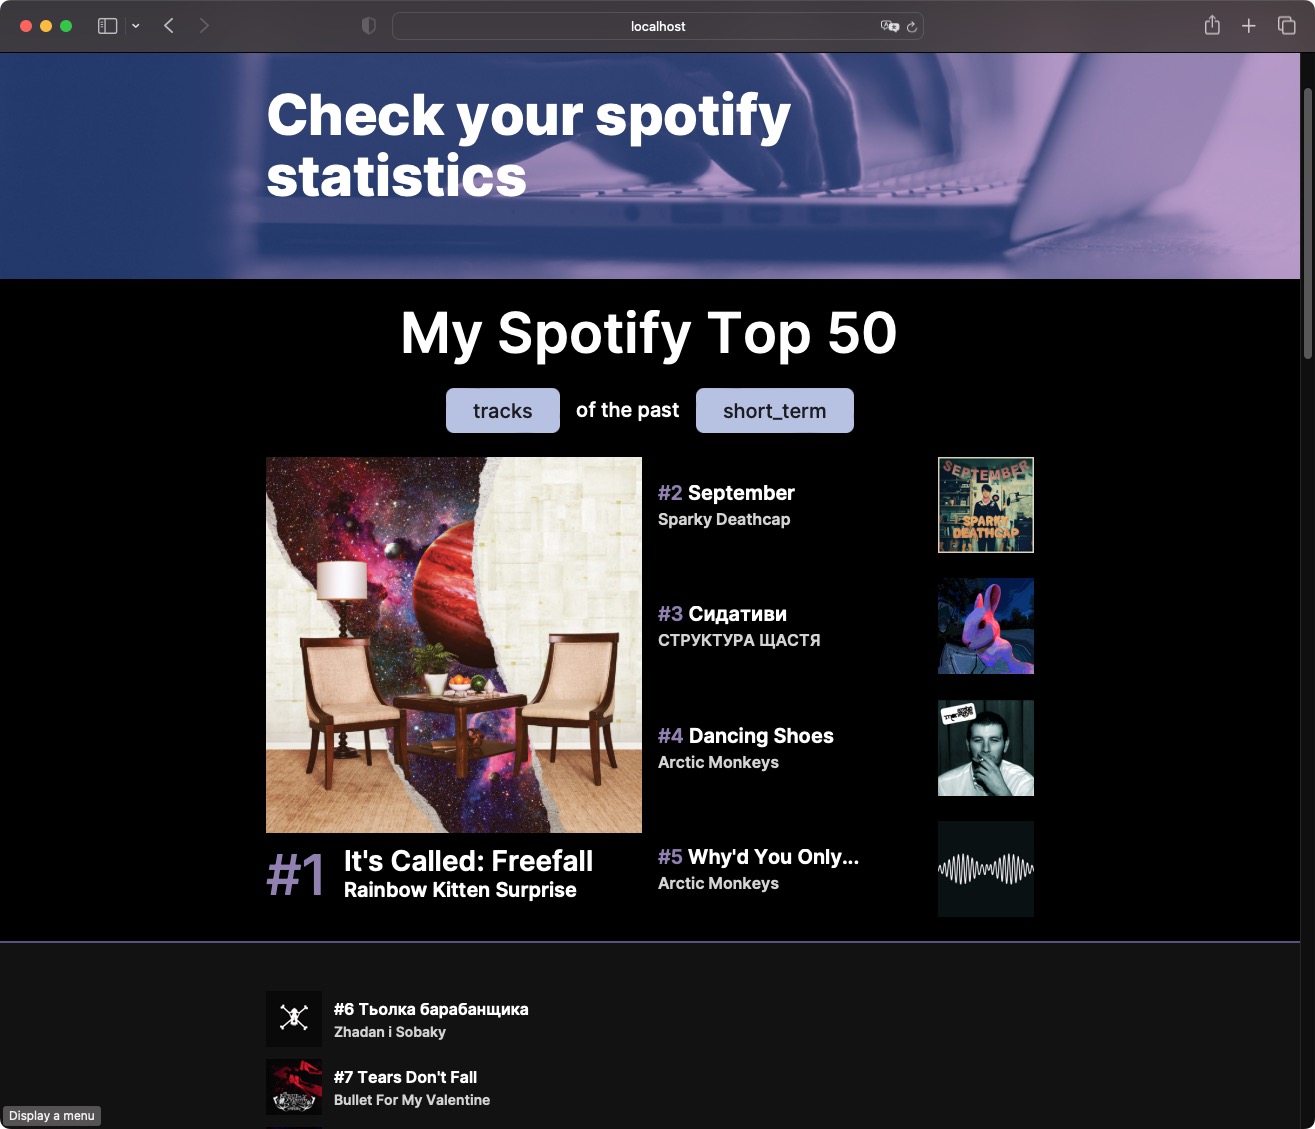 localhost
Check your spotify
statistics
My Spotify Top 50
tracks of the past short_term
#2 September
Sparky Deathcap
SEPTEMBER
SPARKY
DEATHCAP
#3 Сидативи
СТРУКТУРА ЩАСТЯ
#4 Dancing Shoes
Arctic Monkeys
#5 Why'd You Only...
Arctic Monkeys
#1 It's Called: Freefall
Rainbow Kitten Surprise
#6 Тьолка барабанщика
Zhadan i Sobaky
#7 Tears Don't Fall
Bullet For My Valentine
Display a menu